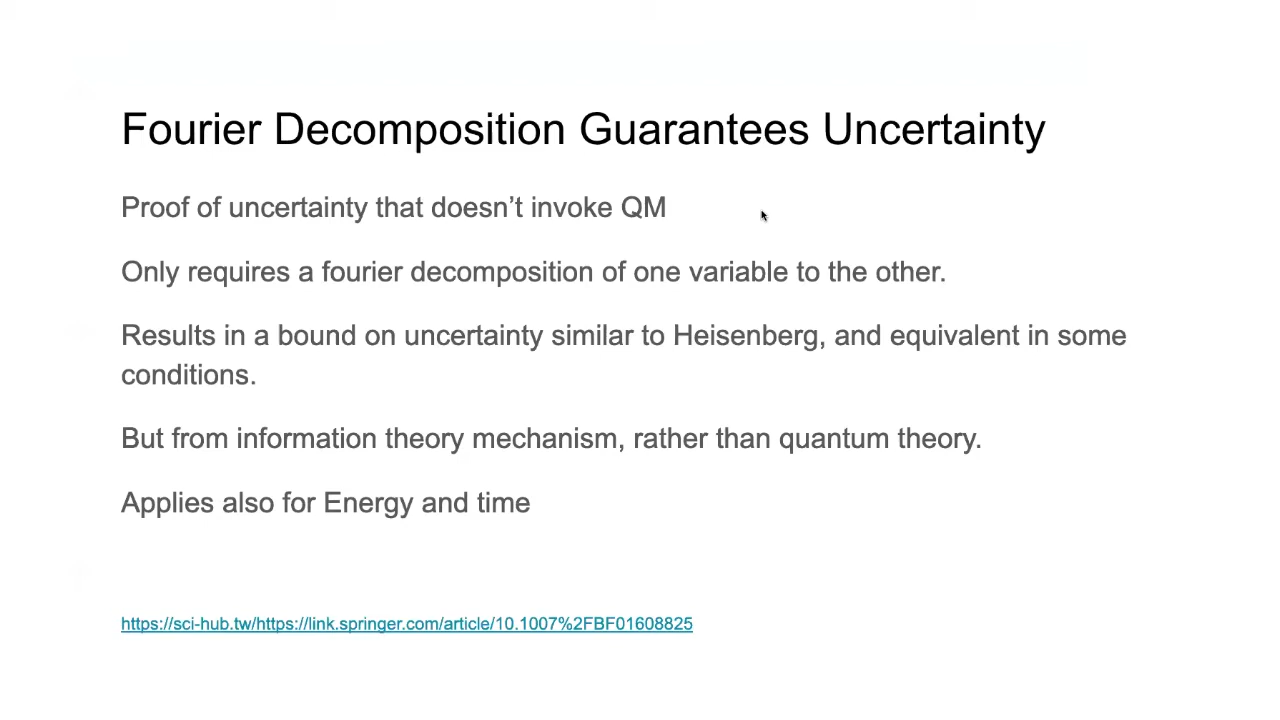 Fourier Decomposition Guarantees Uncertainty
Proof of uncertainty that doesn’t invoke QM
Only requires a fourier decomposition of one variable to the other.
Results in a bound on uncertainty similar to Heisenberg, and equivalent in some
conditions.
But from information theory mechanism, rather than quantum theory.
Applies also for Energy and time
https://sci-hub.tw/https://link.springer.com/article/10.1007%2FBF01608825